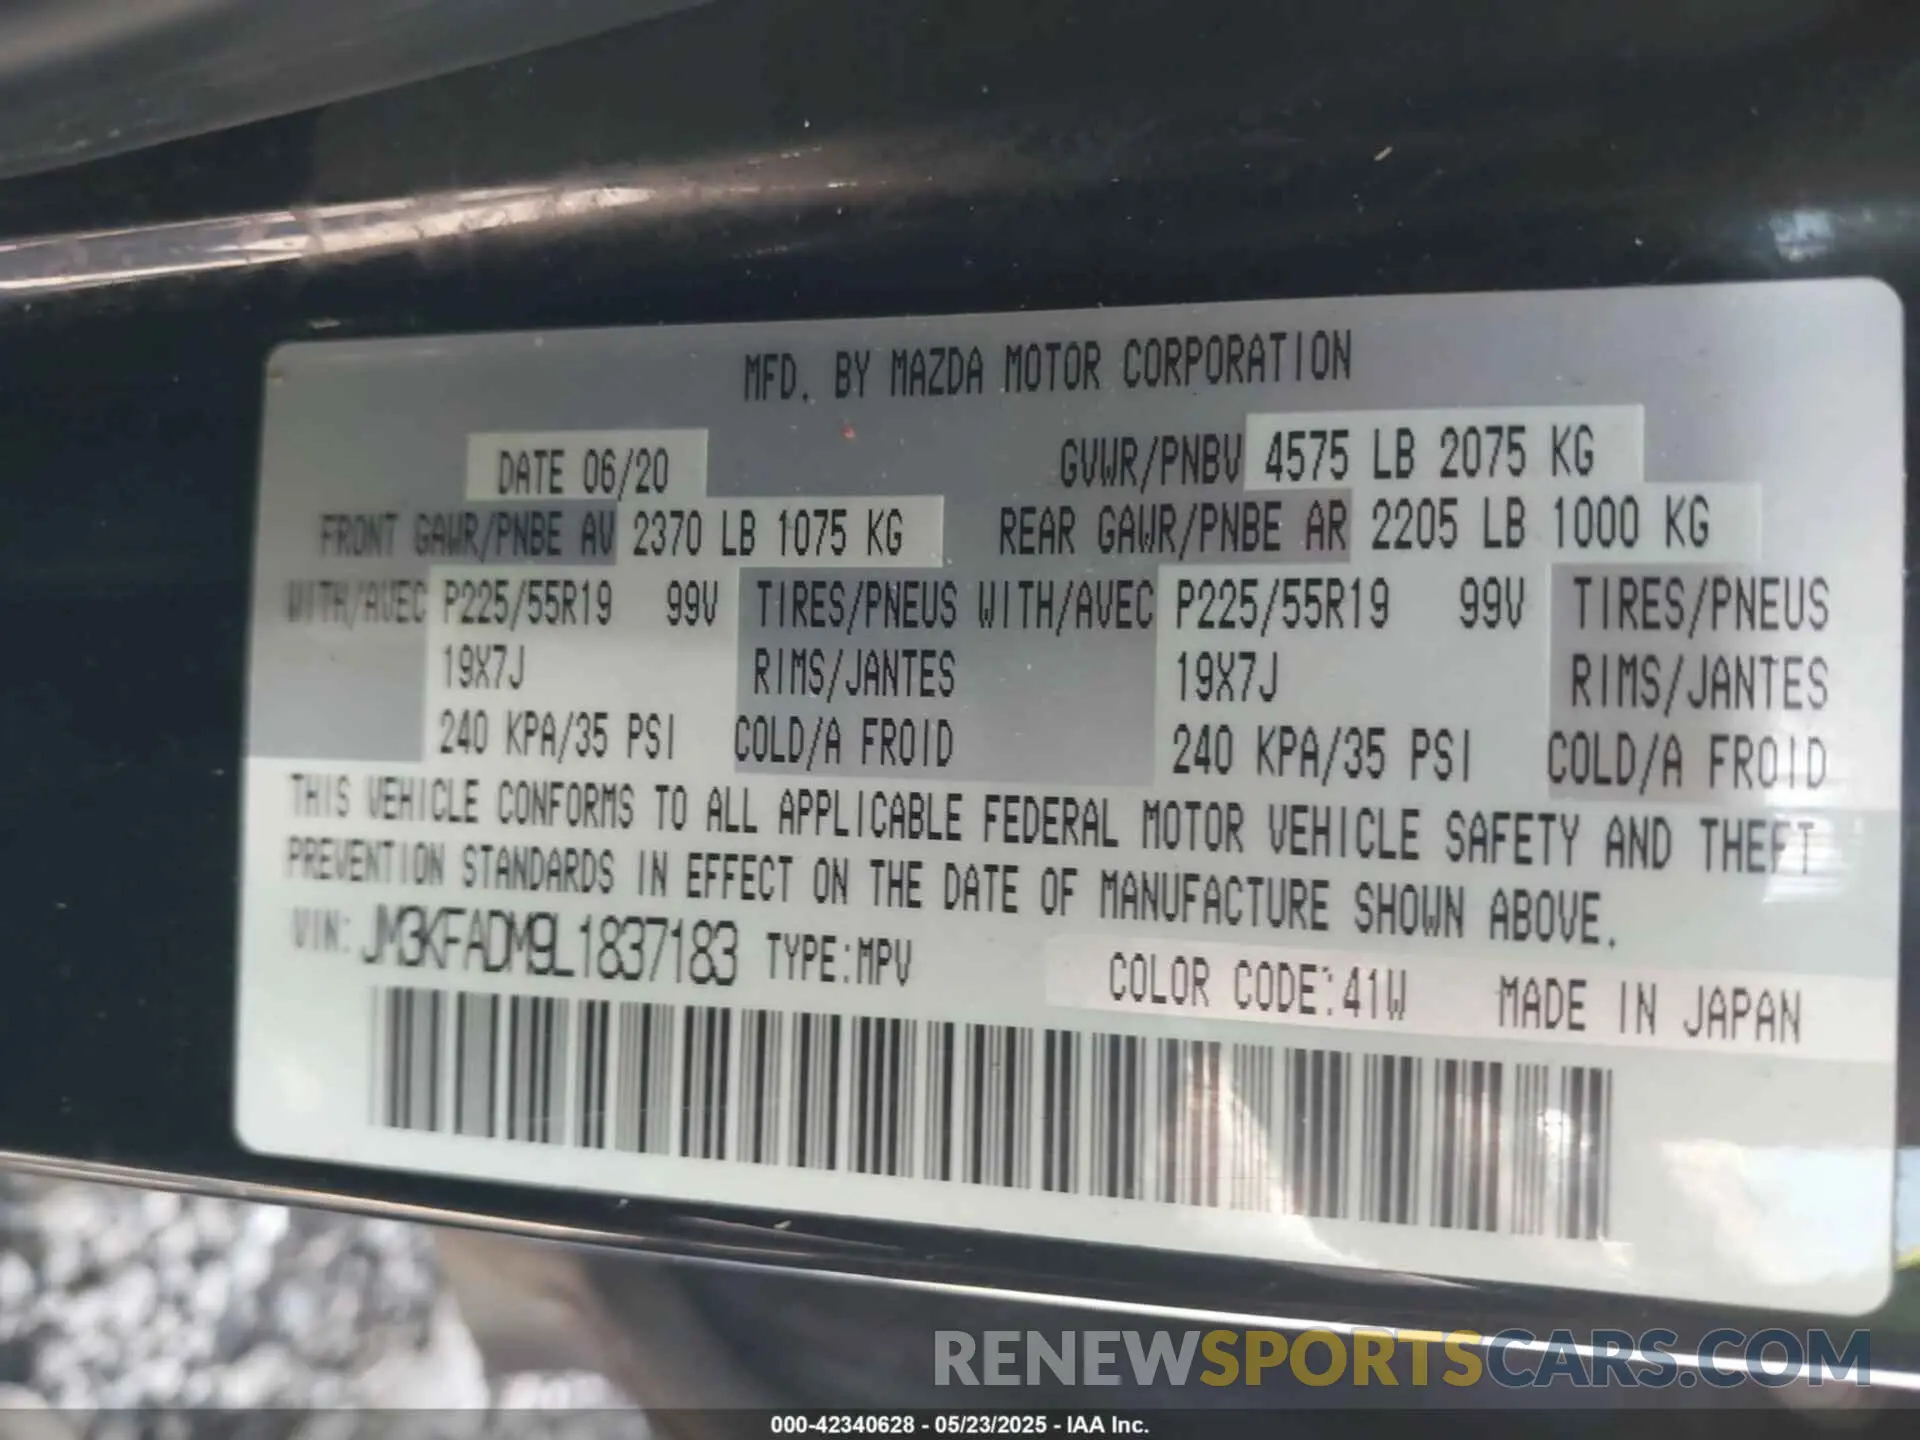 MFD. BY MAZDA MOTOR CORPORATION
DATE 06/20 GVWR/PNBV 4575 LB 2075 KG
FRONT GAWR/PNBE AV 2370 LB 1075 KG REAR GAWR/PNBE AR 2205 LB 1000 KG
WITH/AVEC P225/55R19 99V TIRES/PNEUS WITH/AVEC P225/55R19 99V TIRES/PNEUS
19X7J RIMS/JANTES 19X7J RIMS/JANTES
240 KPA/35 PSI COLD/A FROID 240 KPA/35 PSI COLD/A FROID
THIS VEHICLE CONFORMS TO ALL APPLICABLE FEDERAL MOTOR VEHICLE SAFETY AND THEFT
PREVENTION STANDARDS IN EFFECT ON THE DATE OF MANUFACTURE SHOWN ABOVE.
VIN: JM3KFADM9L1837183 TYPE:MPV COLOR CODE:41W MADE IN JAPAN
RENEWSPORTSCARS.COM
000-42340628 - 05/23/2025 - IAA Inc.